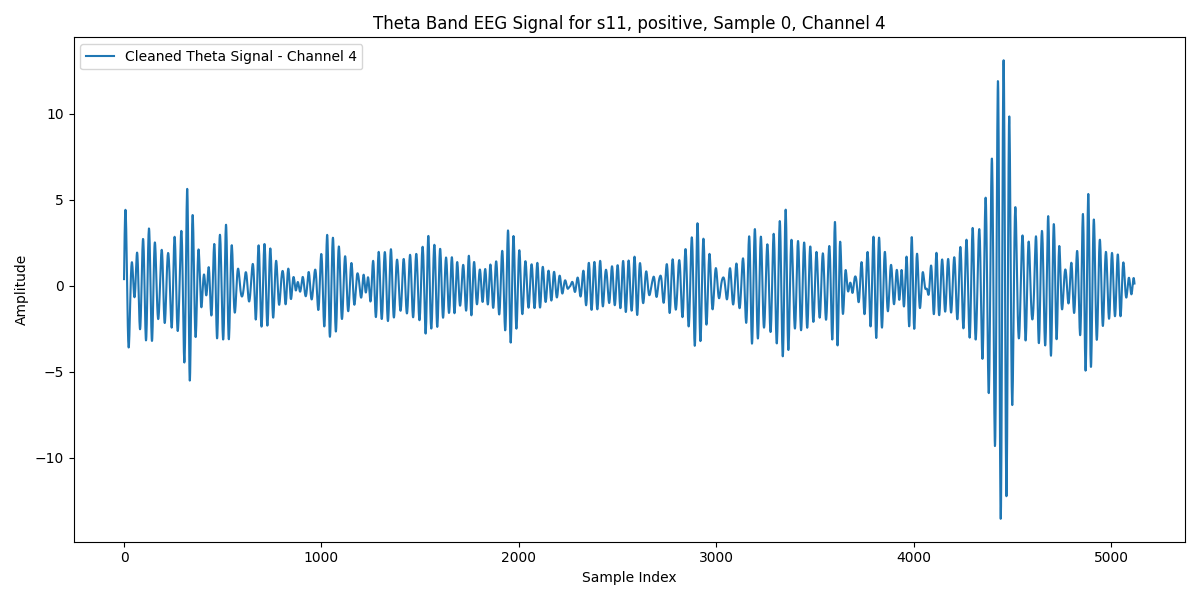 Theta Band EEG Signal for s11, positive, Sample 0, Channel 4
Cleaned Theta Signal - Channel 4
Amplitude
10
5
0
−5
−10
0 1000 2000 3000 4000 5000
Sample Index